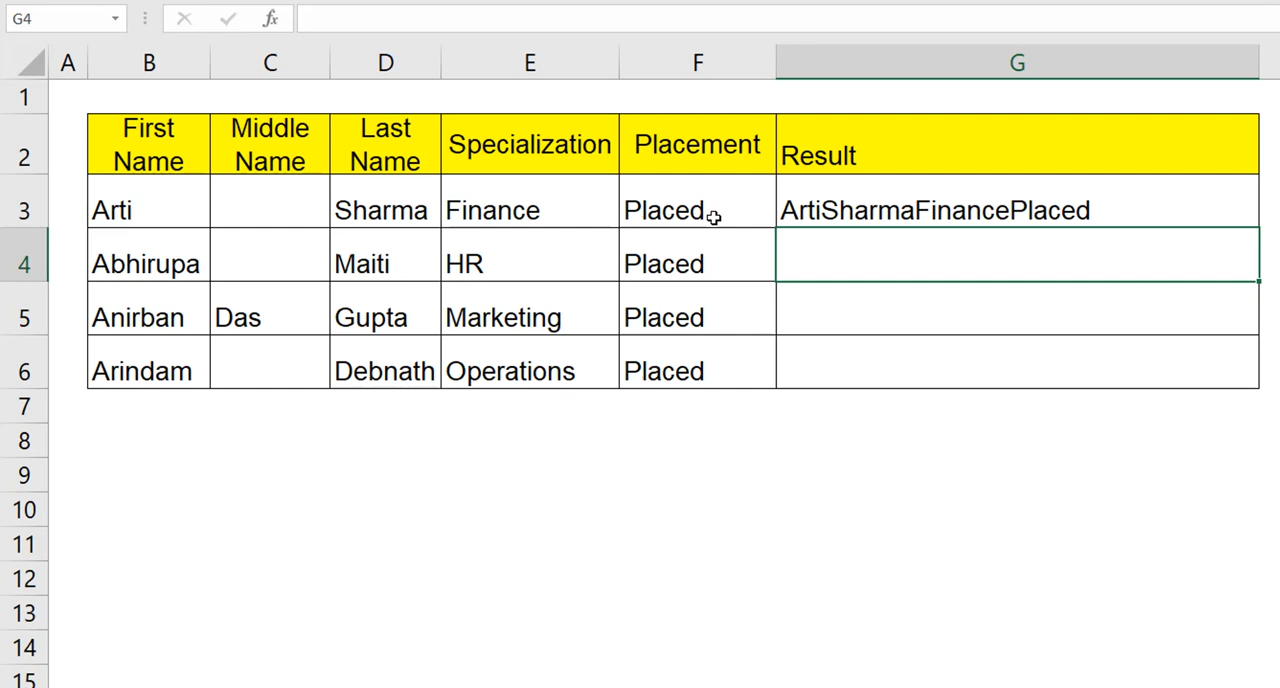 G4
fx
A B C D E F G
1
2 First Name Middle Name Last Name Specialization Placement Result
3 Arti Sharma Finance Placed ArtiSharmaFinancePlaced
4 Abhirupa Maiti HR Placed
5 Anirban Das Gupta Marketing Placed
6 Arindam Debnath Operations Placed
7
8
9
10
11
12
13
14
15